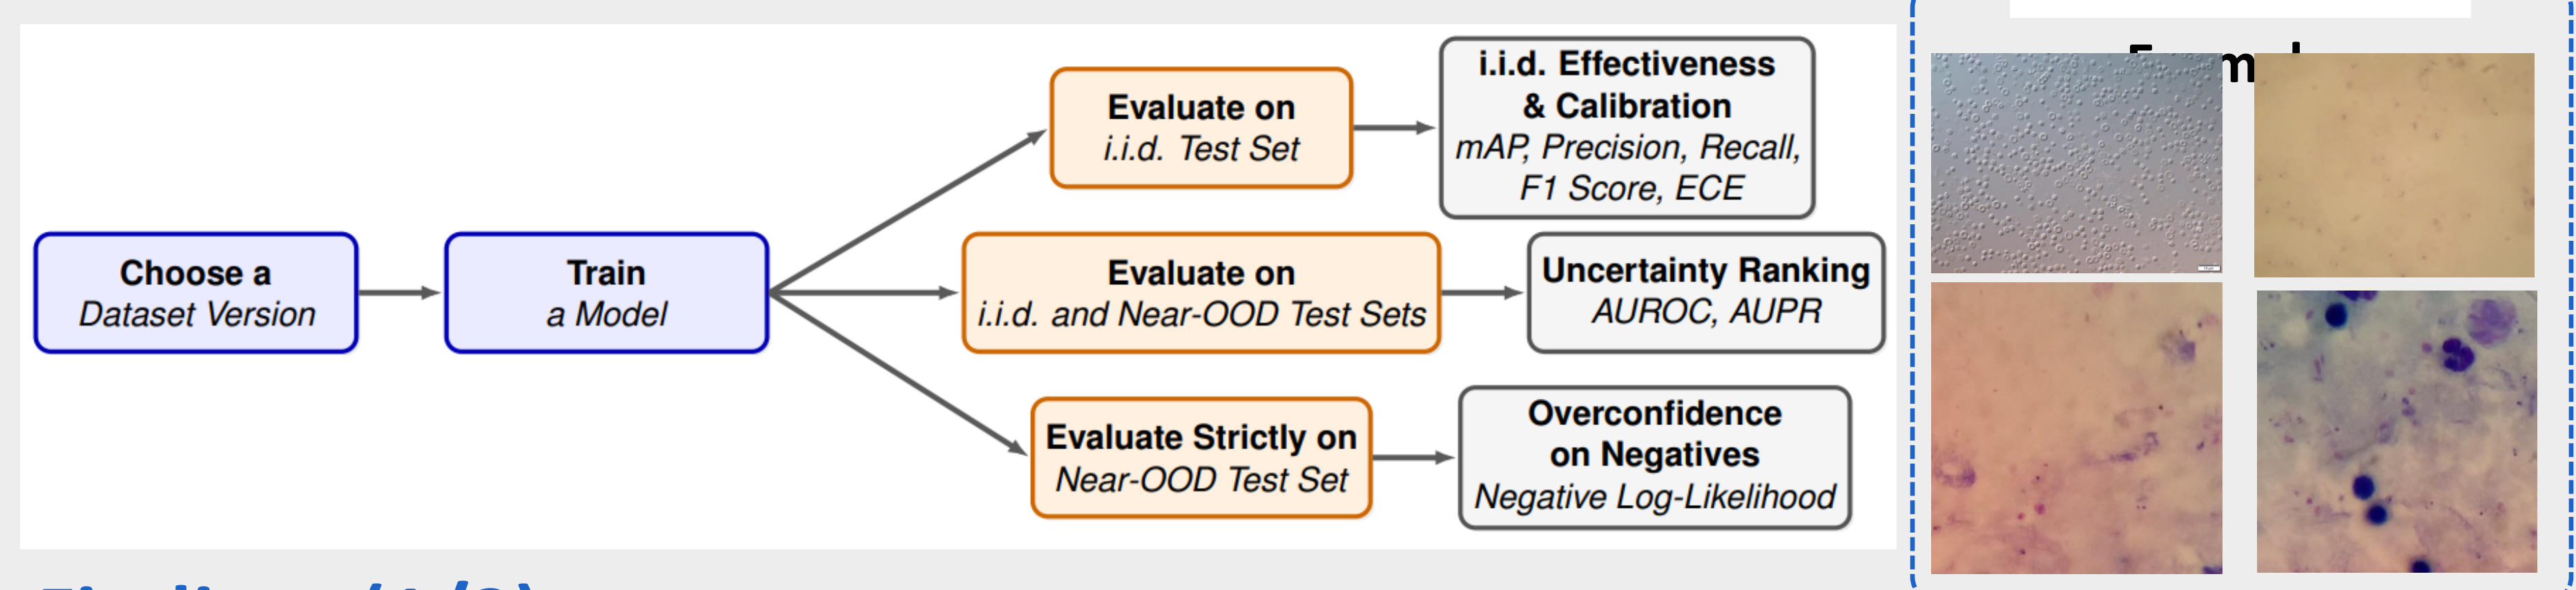 Choose a
Dataset Version
Train
a Model
Evaluate on
i.i.d. Test Set
i.i.d. Effectiveness
& Calibration
mAP, Precision, Recall,
F1 Score, ECE
Evaluate on
i.i.d. and Near-OOD Test Sets
Uncertainty Ranking
AUROC, AUPR
Evaluate Strictly on
Near-OOD Test Set
Overconfidence
on Negatives
Negative Log-Likelihood